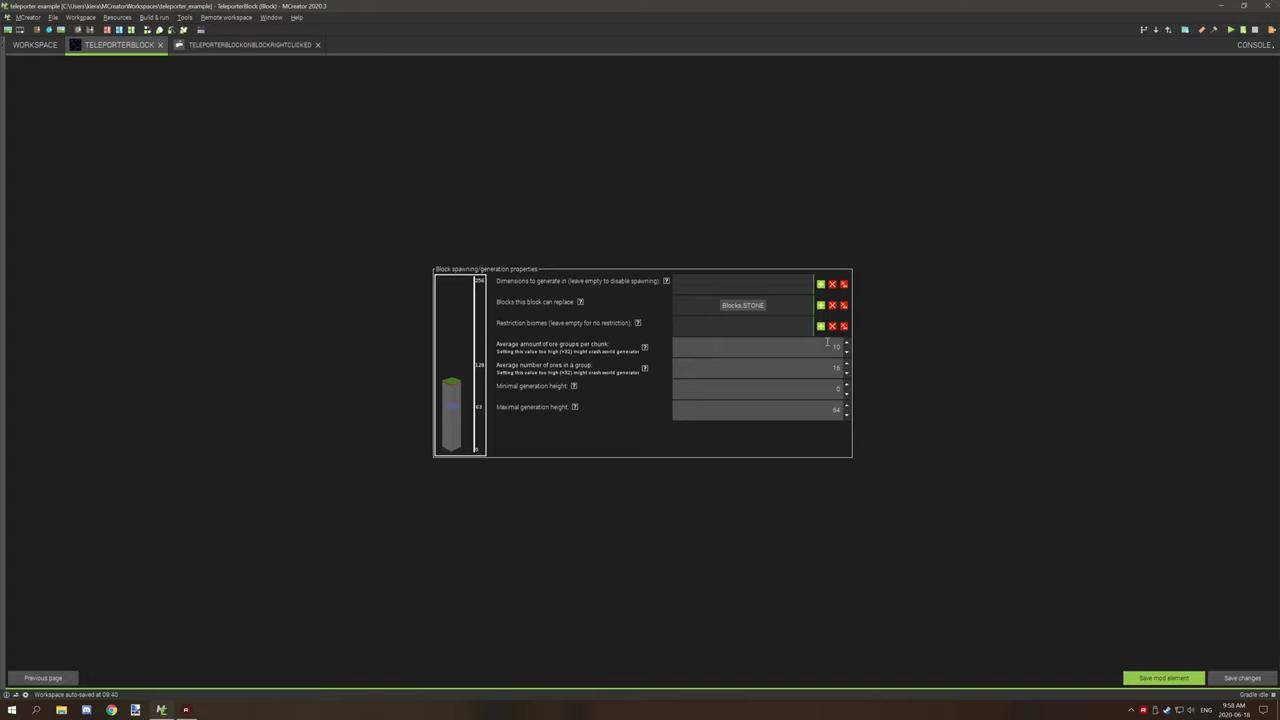 teleporter example [C:\Users\kiera\MCreatorWorkspaces\teleporter_example] - TeleporterBlock (Block) - MCreator 2020.3
MCreator File Workspace Resources Build & run Tools Remote workspace Window Help
WORKSPACE TELEPORTERBLOCK TELEPORTERBLOCKONBLOCKRIGHTCLICKED CONSOLE
Block spawning/generation properties
256
128
63
0
Dimensions to generate in (leave empty to disable spawning): ?
Blocks this block can replace: ? Blocks.STONE
Restriction biomes (leave empty for no restriction): ?
Average amount of ore groups per chunk: ? 10
Setting this value too high (>32) might crash world generator
Average number of ores in a group: ? 16
Setting this value too high (>32) might crash world generator
Minimal generation height: ? 0
Maximal generation height: ? 64
Previous page Save mod element Save changes
Workspace auto-saved at 09:40 Gradle idle
ENG 9:58 AM
2020-06-18